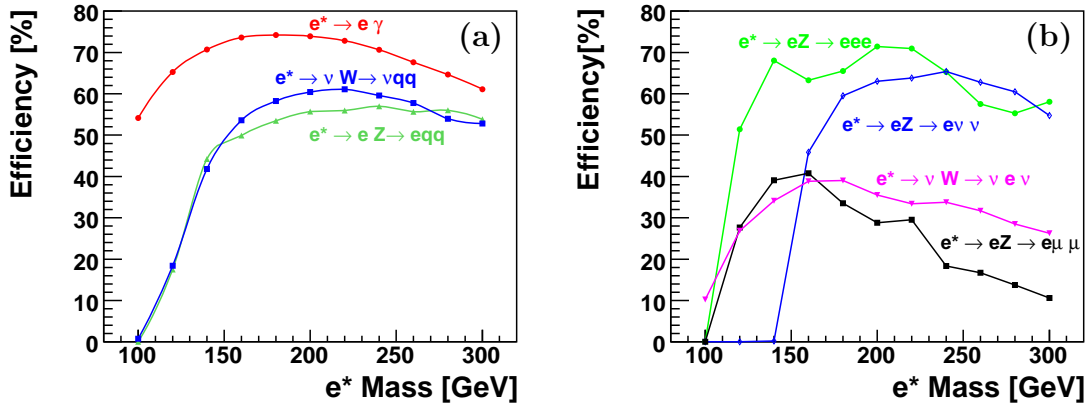 Efficiency [%]
80
70
60
50
40
30
20
10
0
100
150
200
250
300
e* Mass [GeV]
(a)
e* → e γ
e* → ν W → νqq
e* → e Z → eqq
Efficiency[%]
80
70
60
50
40
30
20
10
0
100
150
200
250
300
e* Mass [GeV]
(b)
e* → eZ → eee
e* → eZ → eν ν
e* → ν W → ν e ν
e* → eZ → eμ μ